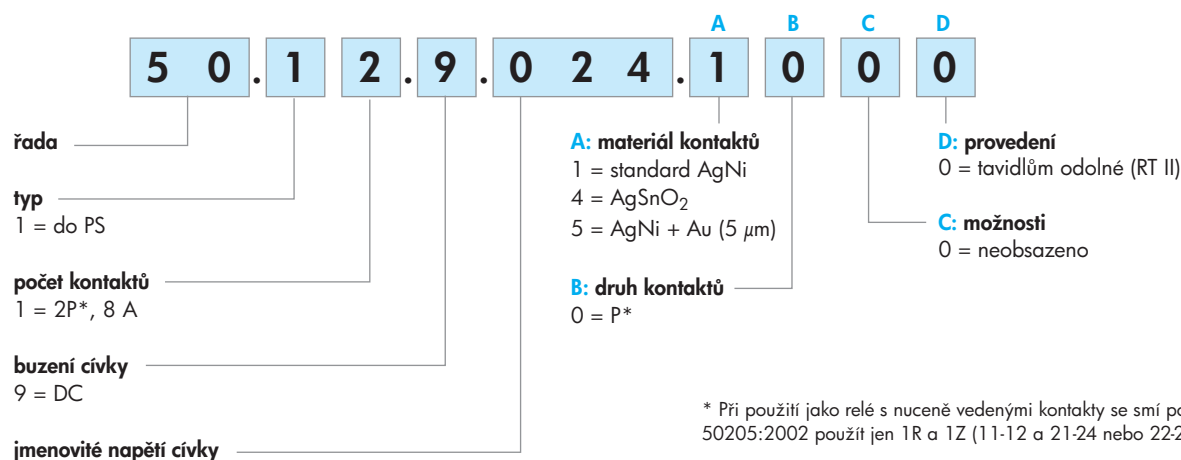 A B C D
5 0 . 1 2 . 9 . 0 2 4 . 1 0 0 0
řada
typ
1 = do PS
počet kontaktů
1 = 2P*, 8 A
buzení cívky
9 = DC
jmenovité napětí cívky
A: materiál kontaktů
1 = standard AgNi
4 = AgSnO₂
5 = AgNi + Au (5 µm)
B: druh kontaktů
0 = P*
D: provedení
0 = tavidlům odolné (RT II)
C: možnosti
0 = neobsazeno
* Při použití jako relé s nuceně vedenými kontakty se smí
50205:2002 použít jen 1R a 1Z (11-12 a 21-24 nebo